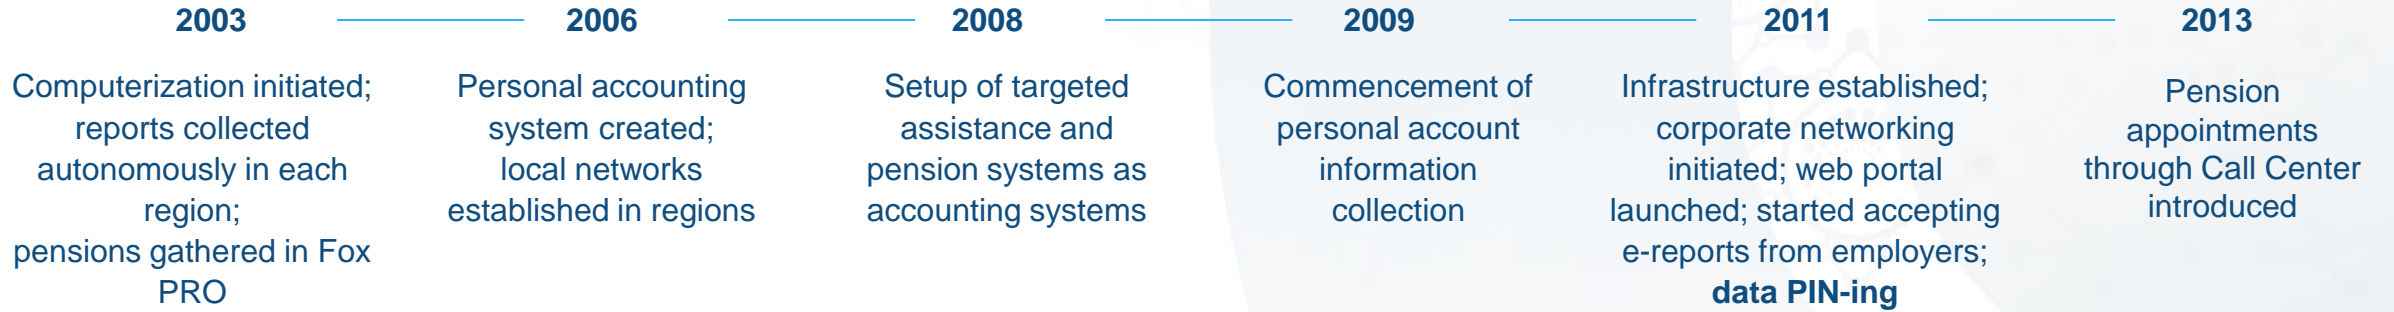 2003
Computerization initiated;
reports collected
autonomously in each
region;
pensions gathered in Fox
PRO
2006
Personal accounting
system created;
local networks
established in regions
2008
Setup of targeted
assistance and
pension systems as
accounting systems
2009
Commencement of
personal account
information
collection
2011
Infrastructure established;
corporate networking
initiated; web portal
launched; started accepting
e-reports from employers;
data PIN-ing
2013
Pension
appointments
through Call Center
introduced